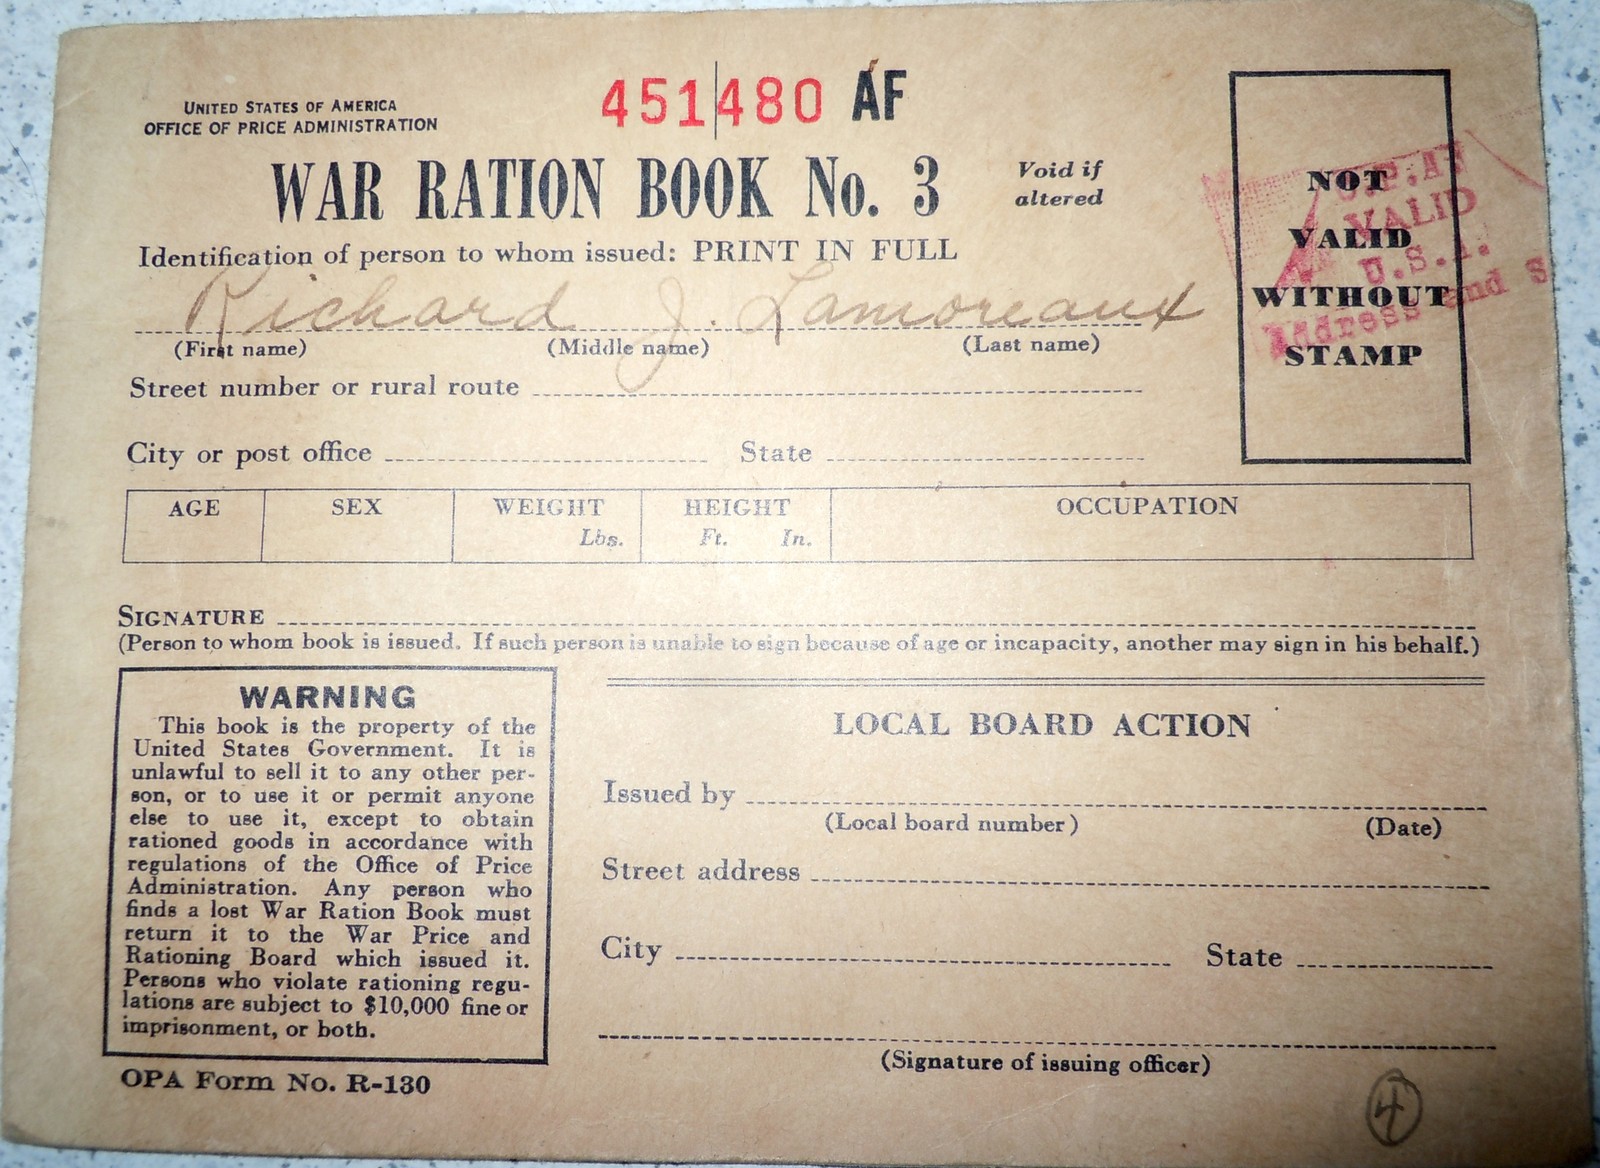 451480 AF
UNITED STATES OF AMERICA
OFFICE OF PRICE ADMINISTRATION
WAR RATION BOOK No. 3
Void if
altered
Identification of person to whom issued: PRINT IN FULL
Richard J. Lamoreaux
(First name) (Middle name) (Last name)
Street number or rural route
City or post office State
NOT
VALID
WITHOUT
STAMP
VALID
U.S.A.
Address and S
AGE SEX WEIGHT HEIGHT OCCUPATION
Lbs. Ft. In.
SIGNATURE
(Person to whom book is issued. If such person is unable to sign because of age or incapacity, another may sign in his behalf.)
WARNING
This book is the property of the
United States Government. It is
unlawful to sell it to any other per-
son, or to use it or permit anyone
else to use it, except to obtain
rationed goods in accordance with
regulations of the Office of Price
Administration. Any person who
finds a lost War Ration Book must
return it to the War Price and
Rationing Board which issued it.
Persons who violate rationing regu-
lations are subject to $10,000 fine or
imprisonment, or both.
OPA Form No. R-130
LOCAL BOARD ACTION
Issued by
(Local board number) (Date)
Street address
City State
(Signature of issuing officer)
4